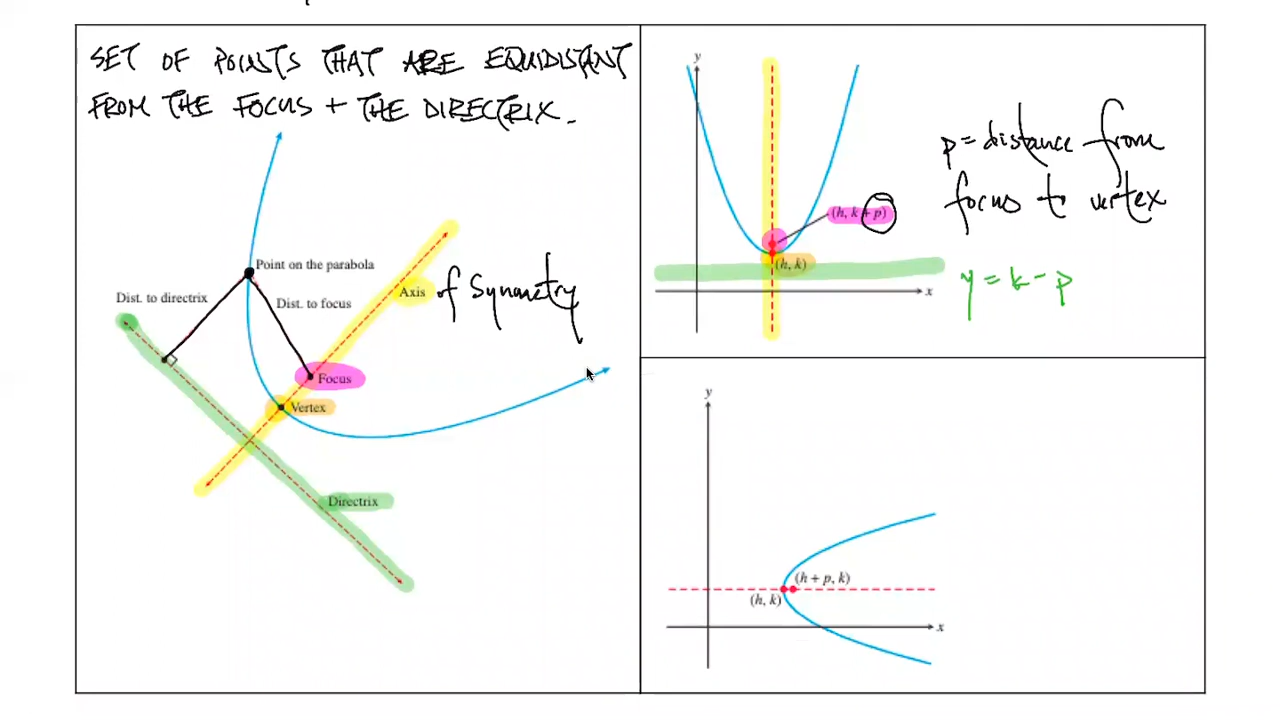 SET OF POINTS THAT ARE EQUIDISTANT
FROM THE FOCUS + THE DIRECTRIX.
Point on the parabola
Dist. to directrix
Dist. to focus
Axis of Symmetry
Focus
Vertex
Directrix
y
p = distance from
focus to vertex
(h, k + p)
(h, k)
x
y = k - p
y
(h + p, k)
(h, k)
x